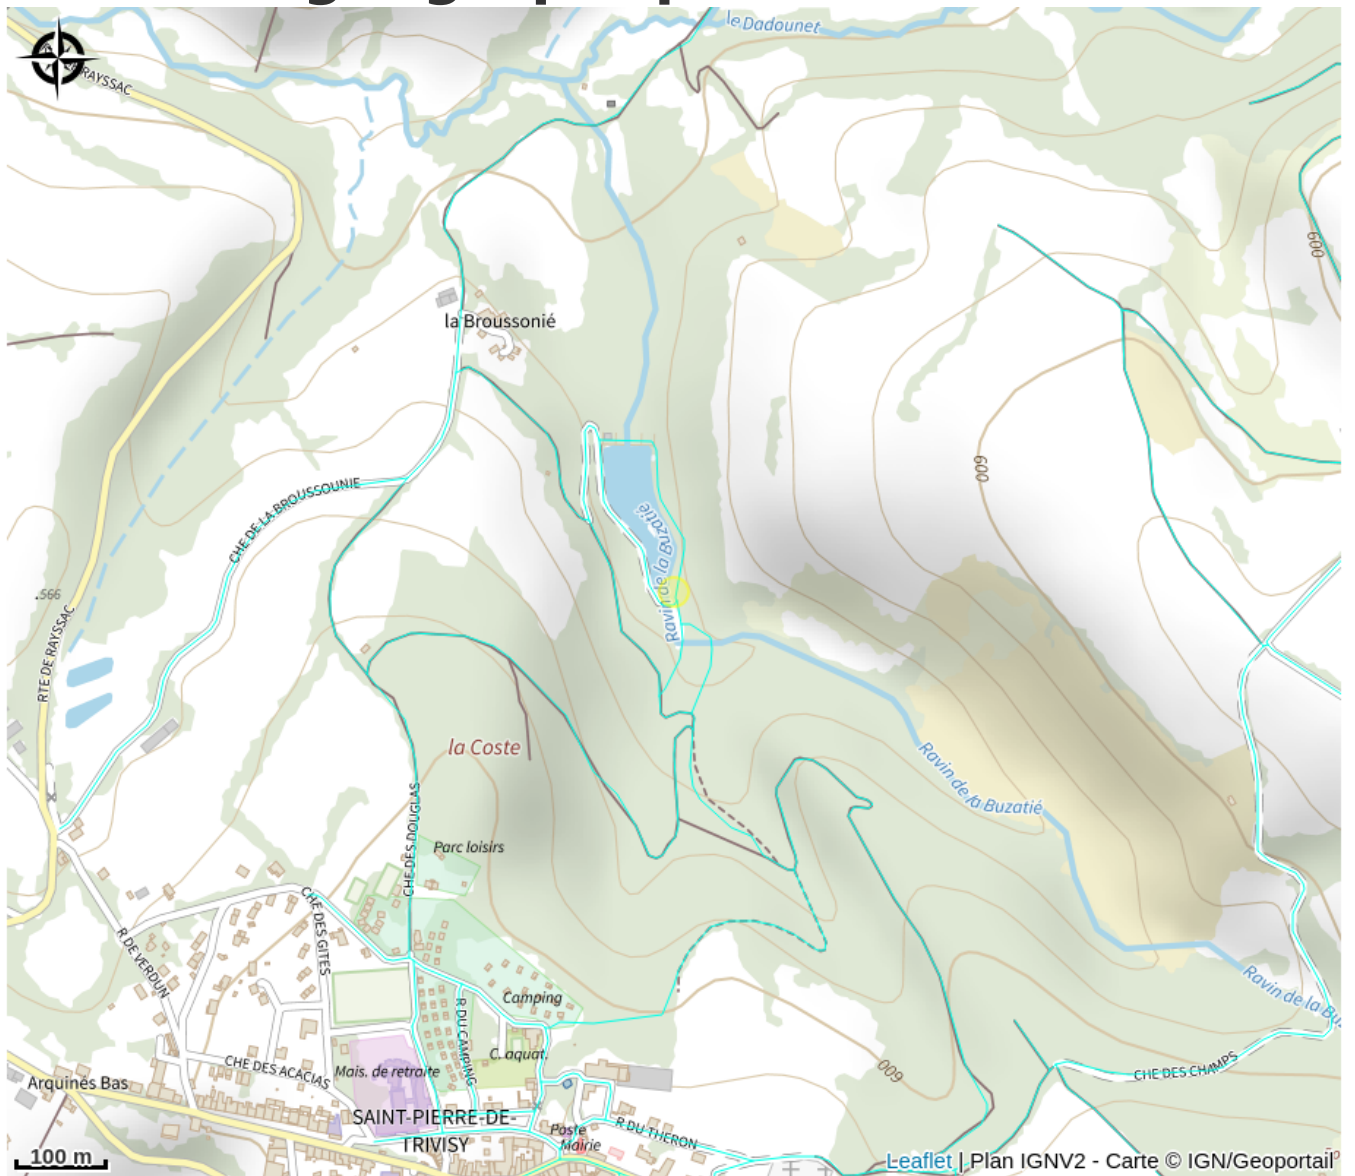 le Dadounet
RAYSSAC
600
la Broussonié
600
CHE DE LA BROUSSOUNIE
Ravin de la Buzatié
.566
RTE DE RAYSSAC
la Coste
Ravin de la Buzatié
CHE DES DOUGLAS
Parc loisirs
CHE DES GITES
R DE VERDUN
Ravin de la Bu
Camping
R DU CAMPING
C. aquat.
CHE DES ACACIAS
Mais. de retraite
600
CHE DES CHAMPS
Arquinés Bas
SAINT-PIERRE-DE-
TRIVISY
Poste
Mairie
R DU THERON
100 m
Leaflet | Plan IGNV2 - Carte © IGN/Geoportail